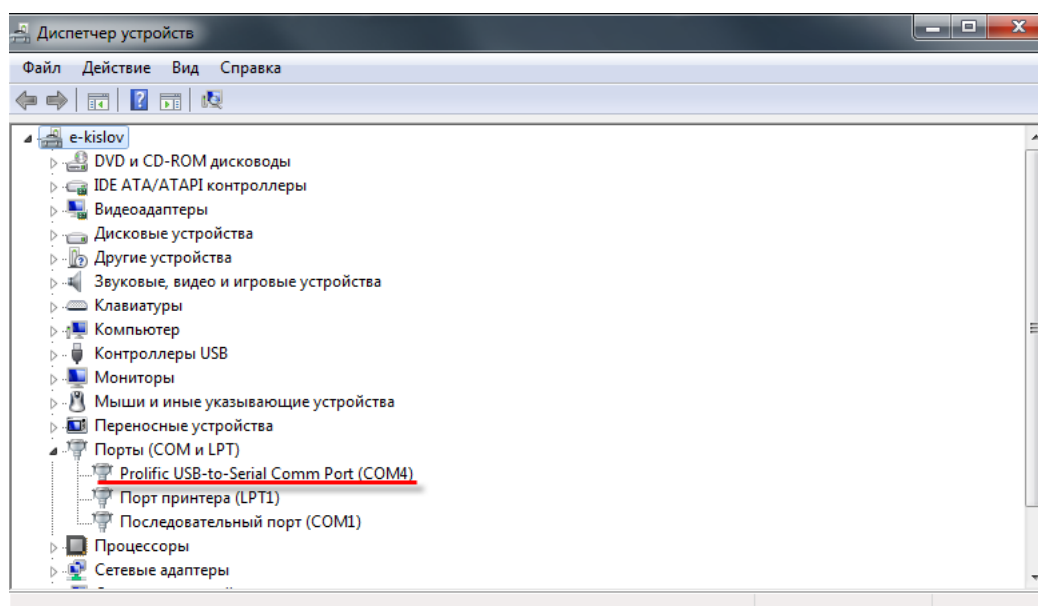 Диспетчер устройств
Файл Действие Вид Справка
e-kislov
DVD и CD-ROM дисководы
IDE ATA/ATAPI контроллеры
Видеоадаптеры
Дисковые устройства
Другие устройства
Звуковые, видео и игровые устройства
Клавиатуры
Компьютер
Контроллеры USB
Мониторы
Мыши и иные указывающие устройства
Переносные устройства
Порты (COM и LPT)
Prolific USB-to-Serial Comm Port (COM4)
Порт принтера (LPT1)
Последовательный порт (COM1)
Процессоры
Сетевые адаптеры